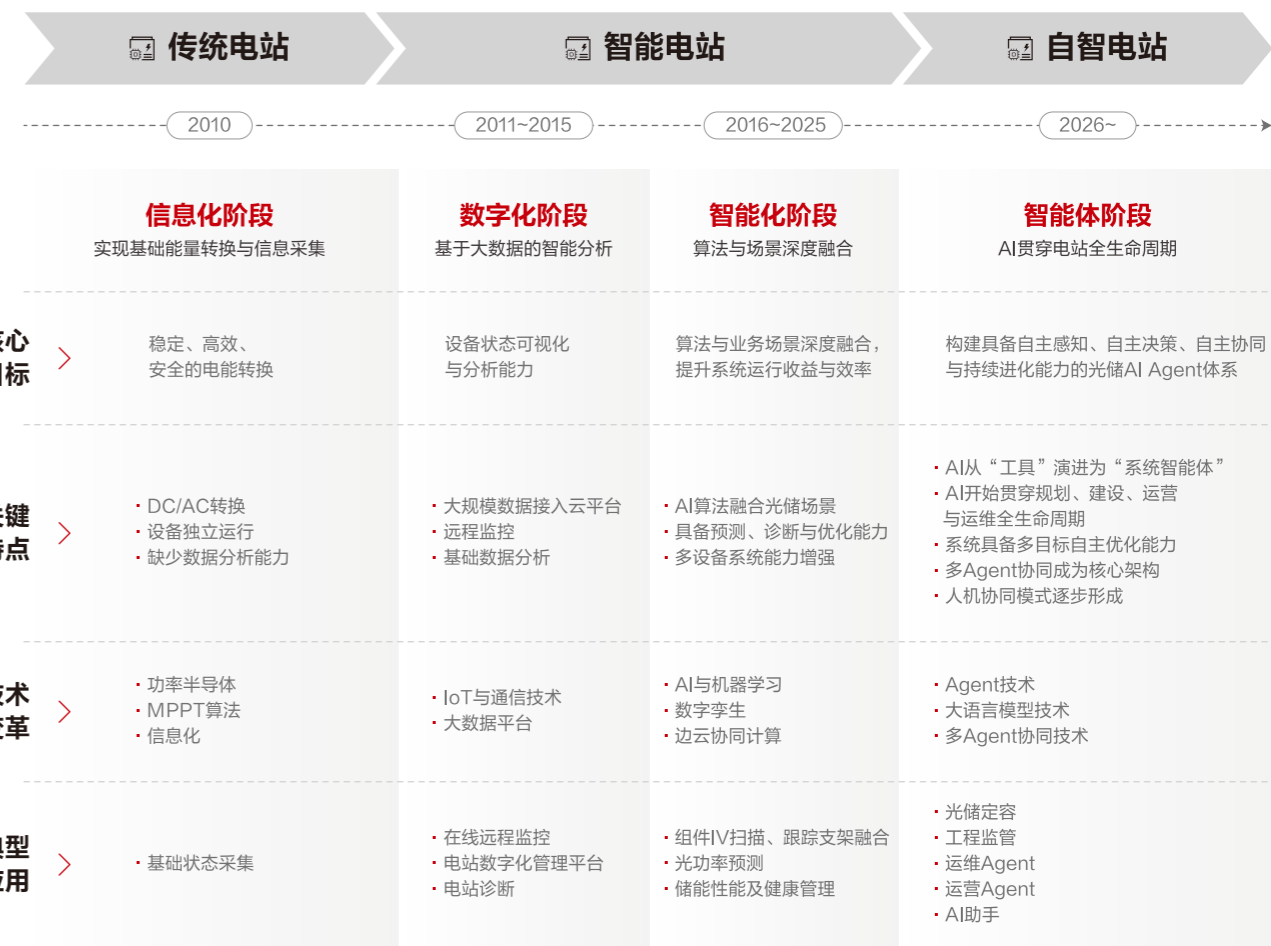 传统电站
智能电站
自智电站
2010
2011~2015
2016~2025
2026~
信息化阶段
实现基础能量转换与信息采集
数字化阶段
基于大数据的智能分析
智能化阶段
算法与场景深度融合
智能体阶段
AI贯穿电站全生命周期
核心
目标
稳定、高效、
安全的电能转换
设备状态可视化
与分析能力
算法与业务场景深度融合，
提升系统运行收益与效率
构建具备自主感知、自主决策、自主协同
与持续进化能力的光储AI Agent体系
关键
特点
· DC/AC转换
· 设备独立运行
· 缺少数据分析能力
· 大规模数据接入云平台
· 远程监控
· 基础数据分析
· AI算法融合光储场景
· 具备预测、诊断与优化能力
· 多设备系统能力增强
· AI从“工具”演进为“系统智能体”
· AI开始贯穿规划、建设、运营
与运维全生命周期
· 系统具备多目标自主优化能力
· 多Agent协同成为核心架构
· 人机协同模式逐步形成
技术
变革
· 功率半导体
· MPPT算法
· 信息化
· IoT与通信技术
· 大数据平台
· AI与机器学习
· 数字孪生
· 边云协同计算
· Agent技术
· 大语言模型技术
· 多Agent协同技术
典型
应用
· 基础状态采集
· 在线远程监控
· 电站数字化管理平台
· 电站诊断
· 组件IV扫描、跟踪支架融合
· 光功率预测
· 储能性能及健康管理
· 光储定容
· 工程监管
· 运维Agent
· 运营Agent
· AI助手